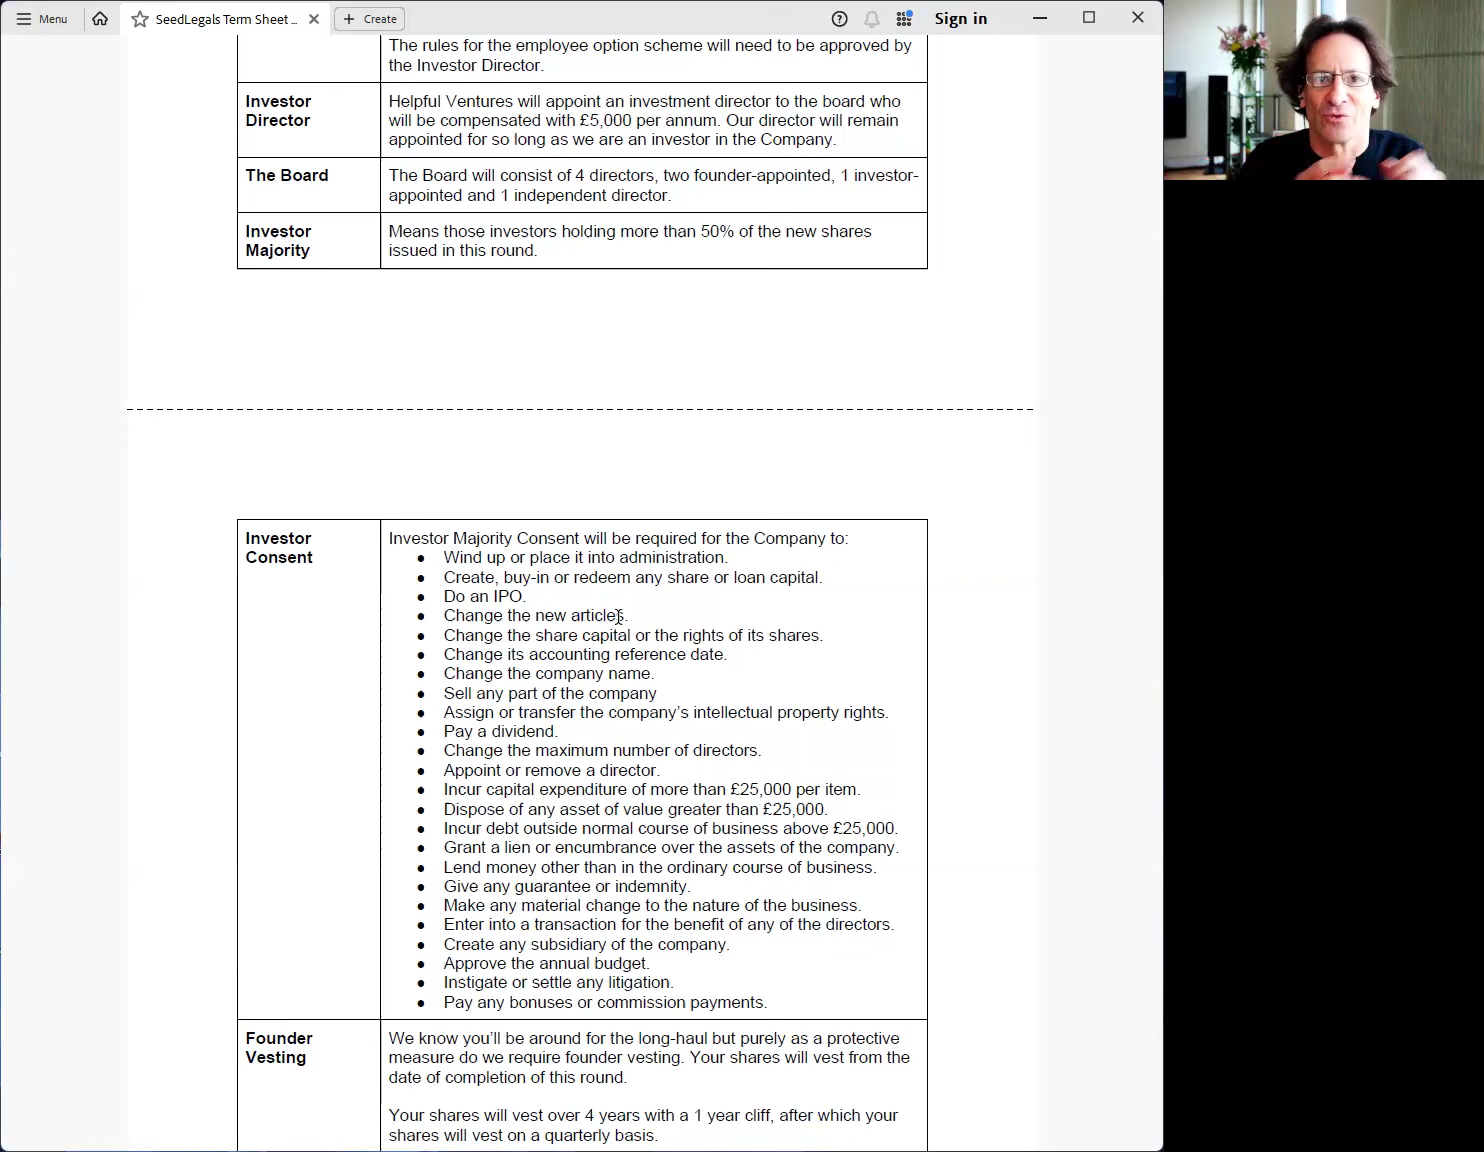 Menu
SeedLegals Term Sheet ...
+ Create
Sign in
The rules for the employee option scheme will need to be approved by
the Investor Director.
Investor
Director
Helpful Ventures will appoint an investment director to the board who
will be compensated with £5,000 per annum. Our director will remain
appointed for so long as we are an investor in the Company.
The Board
The Board will consist of 4 directors, two founder-appointed, 1 investor-
appointed and 1 independent director.
Investor
Majority
Means those investors holding more than 50% of the new shares
issued in this round.
Investor
Consent
Investor Majority Consent will be required for the Company to:
● Wind up or place it into administration.
● Create, buy-in or redeem any share or loan capital.
● Do an IPO.
● Change the new articles.
● Change the share capital or the rights of its shares.
● Change its accounting reference date.
● Change the company name.
● Sell any part of the company
● Assign or transfer the company's intellectual property rights.
● Pay a dividend.
● Change the maximum number of directors.
● Appoint or remove a director.
● Incur capital expenditure of more than £25,000 per item.
● Dispose of any asset of value greater than £25,000.
● Incur debt outside normal course of business above £25,000.
● Grant a lien or encumbrance over the assets of the company.
● Lend money other than in the ordinary course of business.
● Give any guarantee or indemnity.
● Make any material change to the nature of the business.
● Enter into a transaction for the benefit of any of the directors.
● Create any subsidiary of the company.
● Approve the annual budget.
● Instigate or settle any litigation.
● Pay any bonuses or commission payments.
Founder
Vesting
We know you'll be around for the long-haul but purely as a protective
measure do we require founder vesting. Your shares will vest from the
date of completion of this round.
Your shares will vest over 4 years with a 1 year cliff, after which your
shares will vest on a quarterly basis.